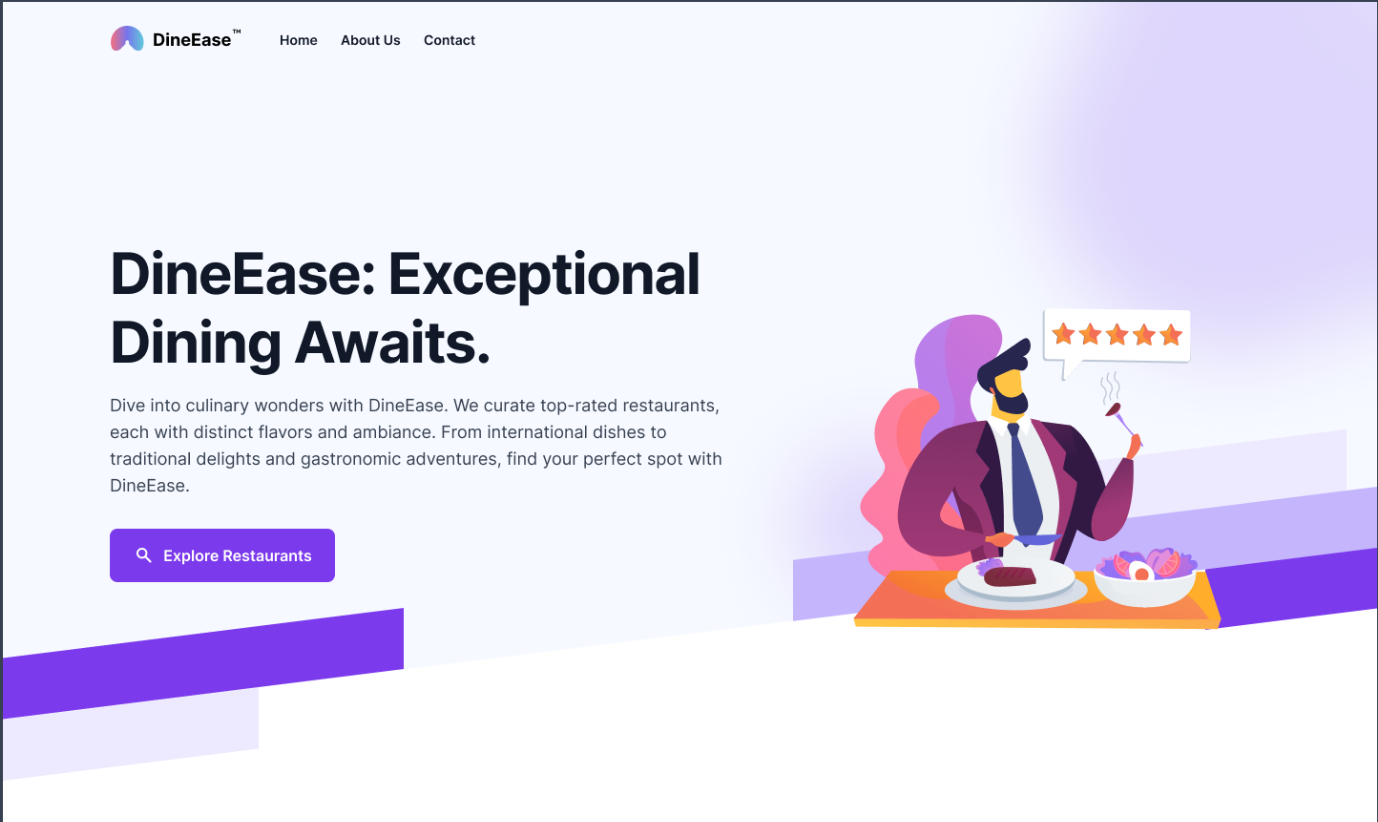 DineEase™
Home About Us Contact
DineEase: Exceptional
Dining Awaits.
Dive into culinary wonders with DineEase. We curate top-rated restaurants,
each with distinct flavors and ambiance. From international dishes to
traditional delights and gastronomic adventures, find your perfect spot with
DineEase.
Explore Restaurants